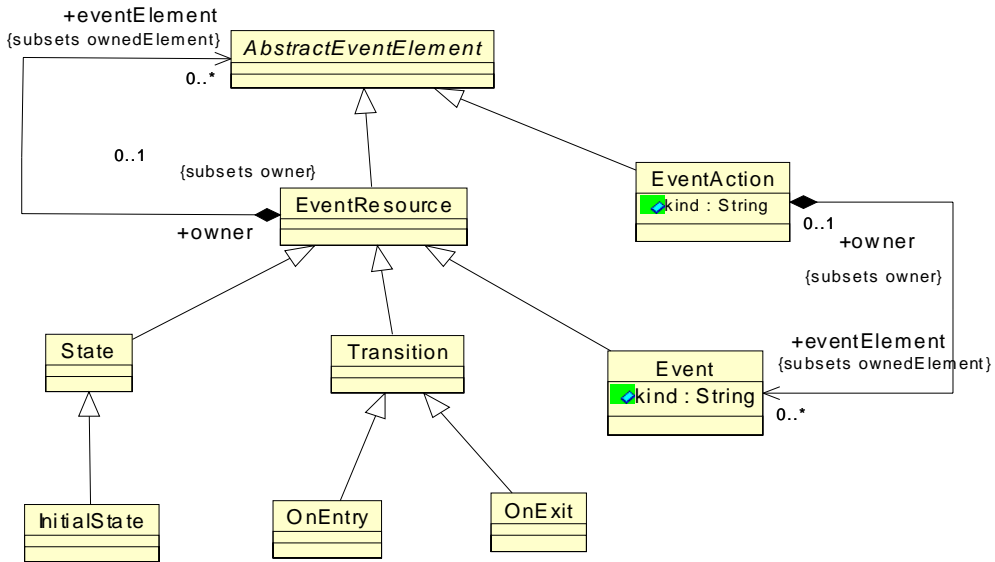 +eventElement
{subsets ownedElement}
AbstractEventElement
0..*
0..1
{subsets owner}
EventResource
+owner
EventAction
kind : String
0..1
+owner
{subsets owner}
State
Transition
+eventElement
{subsets ownedElement}
Event
kind : String
0..*
InitialState
OnEntry
OnExit